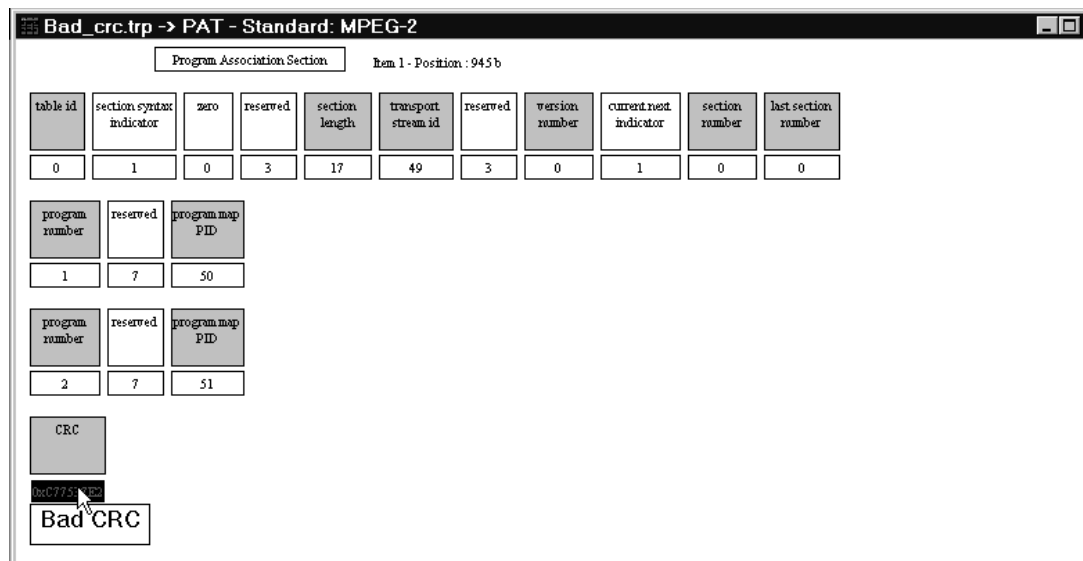 Bad_crc.trp -> PAT - Standard: MPEG-2
Program Association Section Item 1 - Position : 945 b
table id section syntax indicator zero reserved section length transport stream id reserved version number current next indicator section number last section number
0 1 0 3 17 49 3 0 1 0 0
program number reserved program map PID
1 7 50
program number reserved program map PID
2 7 51
CRC
Bad CRC